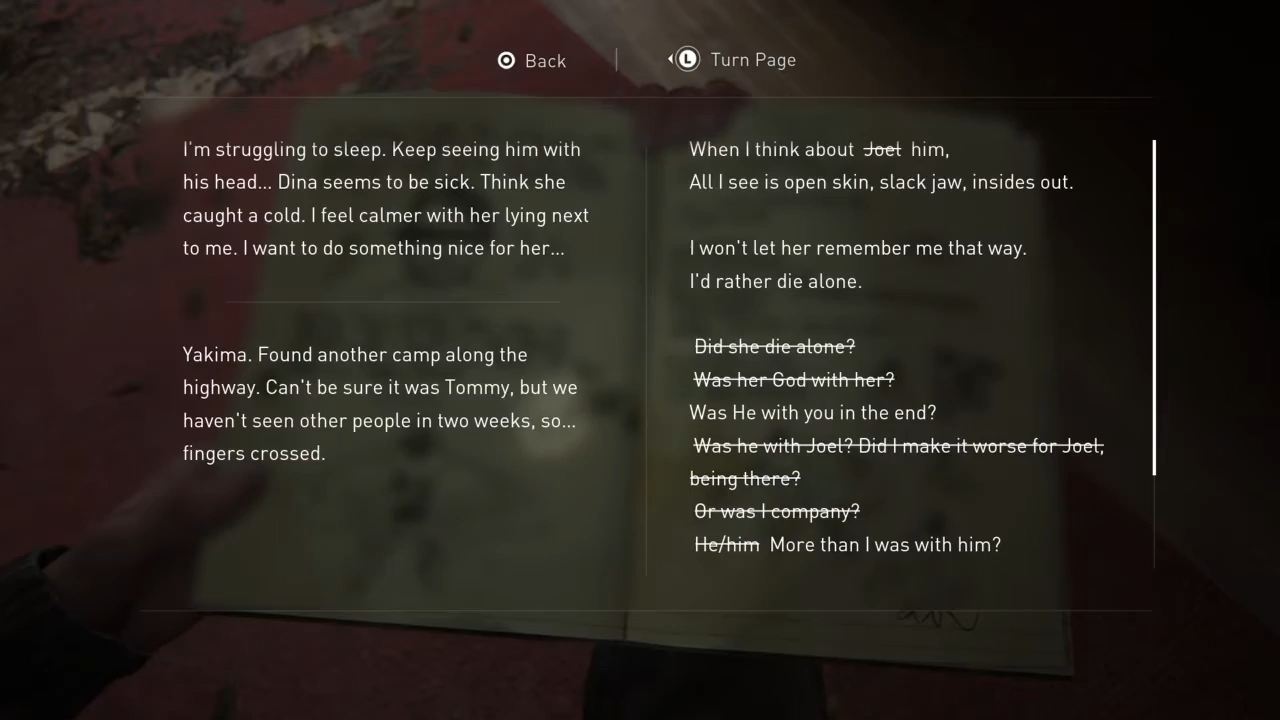 Back
L Turn Page
I'm struggling to sleep. Keep seeing him with
his head... Dina seems to be sick. Think she
caught a cold. I feel calmer with her lying next
to me. I want to do something nice for her...
Yakima. Found another camp along the
highway. Can't be sure it was Tommy, but we
haven't seen other people in two weeks, so...
fingers crossed.
When I think about Joel him,
All I see is open skin, slack jaw, insides out.
I won't let her remember me that way.
I'd rather die alone.
Did she die alone?
Was her God with her?
Was He with you in the end?
Was he with Joel? Did I make it worse for Joel,
being there?
Or was I company?
He/him More than I was with him?